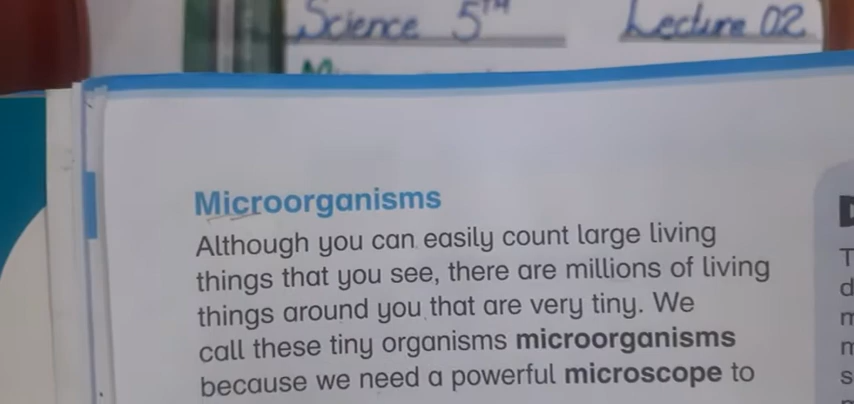 Science 5TH Lecture 02
Microorganisms
Although you can easily count large living
things that you see, there are millions of living
things around you that are very tiny. We
call these tiny organisms microorganisms
because we need a powerful microscope to